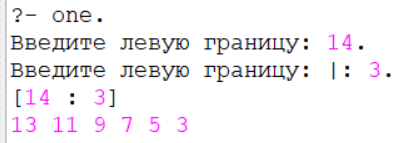 ?- one.
Введите левую границу: 14.
Введите левую границу: |: 3.
[14 : 3]
13 11 9 7 5 3